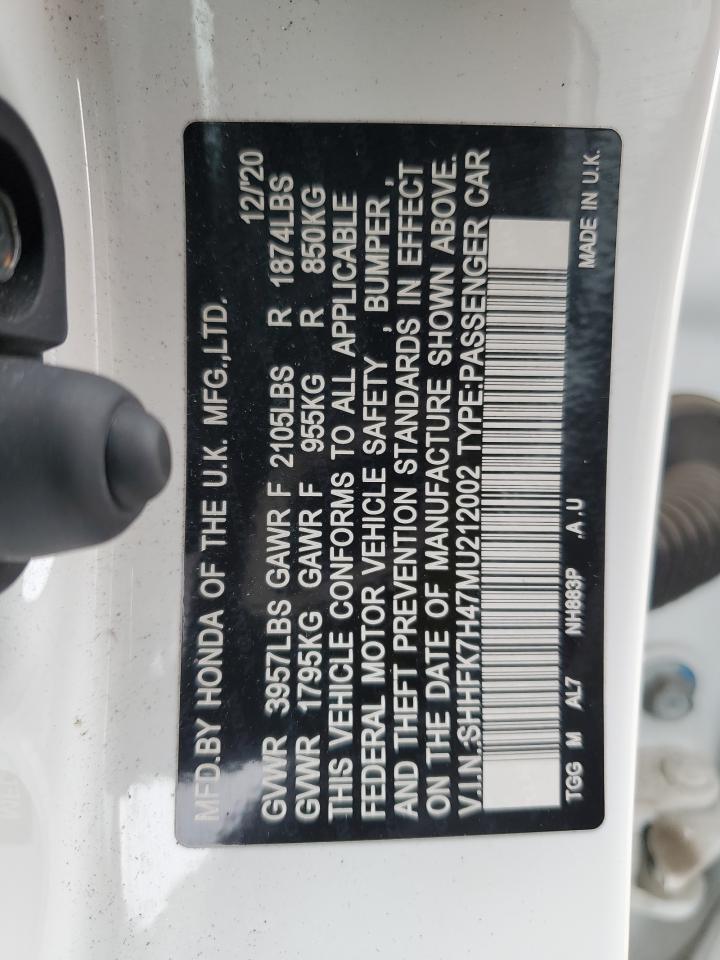 MFD.BY HONDA OF THE U.K. MFG.,LTD. 12/'20
GVWR 3957LBS GAWR F 2105LBS R 1874LBS
GVWR 1795KG GAWR F 955KG R 850KG
THIS VEHICLE CONFORMS TO ALL APPLICABLE
FEDERAL MOTOR VEHICLE SAFETY , BUMPER ,
AND THEFT PREVENTION STANDARDS IN EFFECT
ON THE DATE OF MANUFACTURE SHOWN ABOVE.
V.I.N.:SHHFK7H47MU212002 TYPE:PASSENGER CAR
TGG M AL7 NH883P .A .U MADE IN U.K.